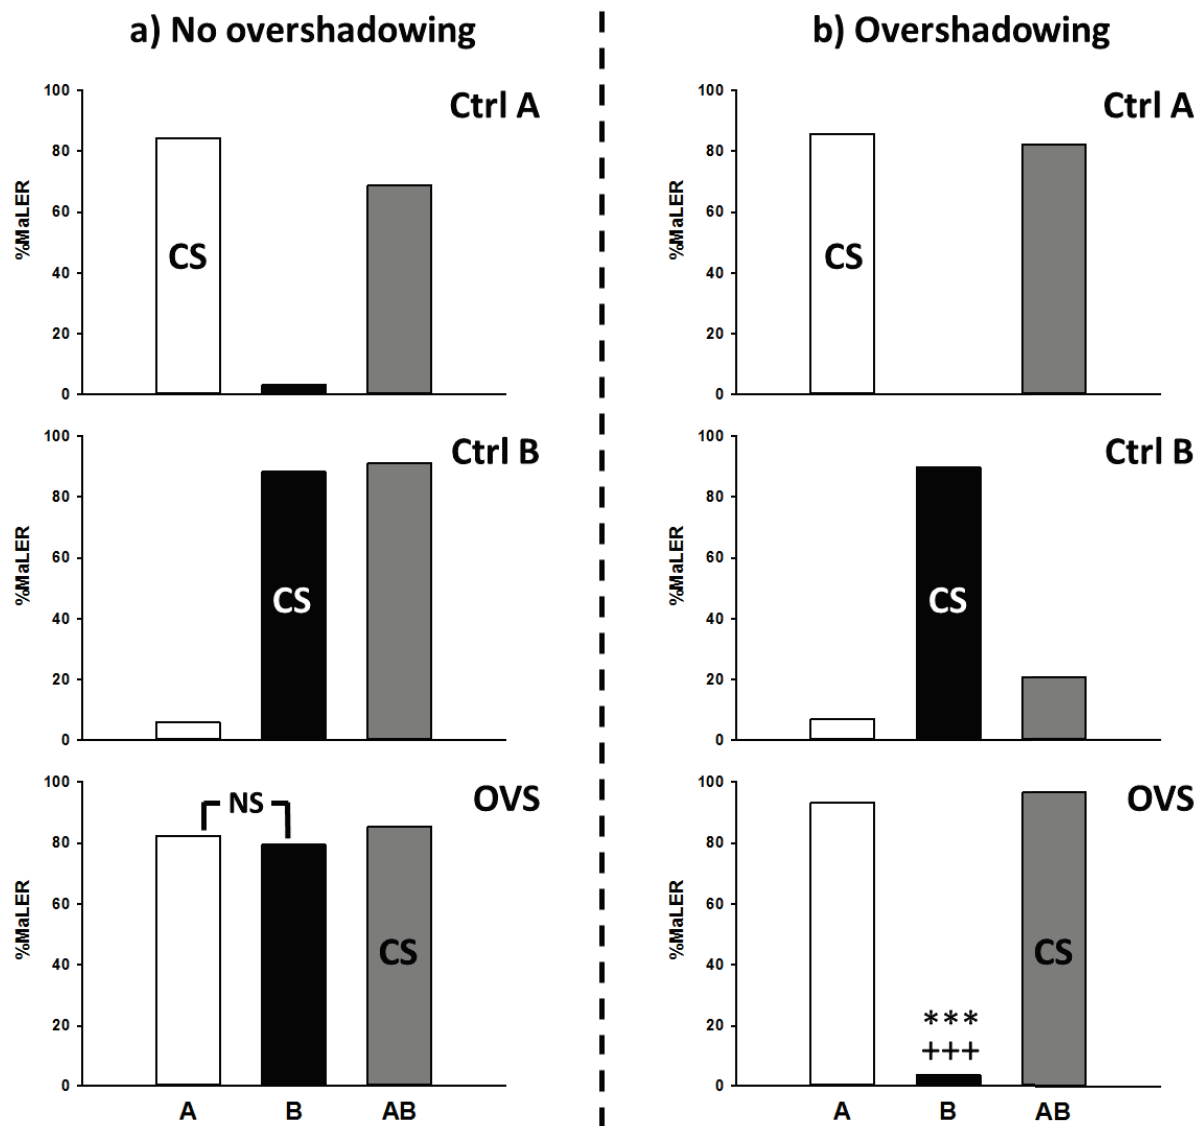 a) No overshadowing
b) Overshadowing
Ctrl A
%MaLER
100
80
60
40
20
0
CS
Ctrl A
%MaLER
100
80
60
40
20
0
CS
Ctrl B
%MaLER
100
80
60
40
20
0
CS
Ctrl B
%MaLER
100
80
60
40
20
0
CS
OVS
%MaLER
100
80
60
40
20
0
NS
CS
A B AB
OVS
%MaLER
100
80
60
40
20
0
CS
***
+++
A B AB